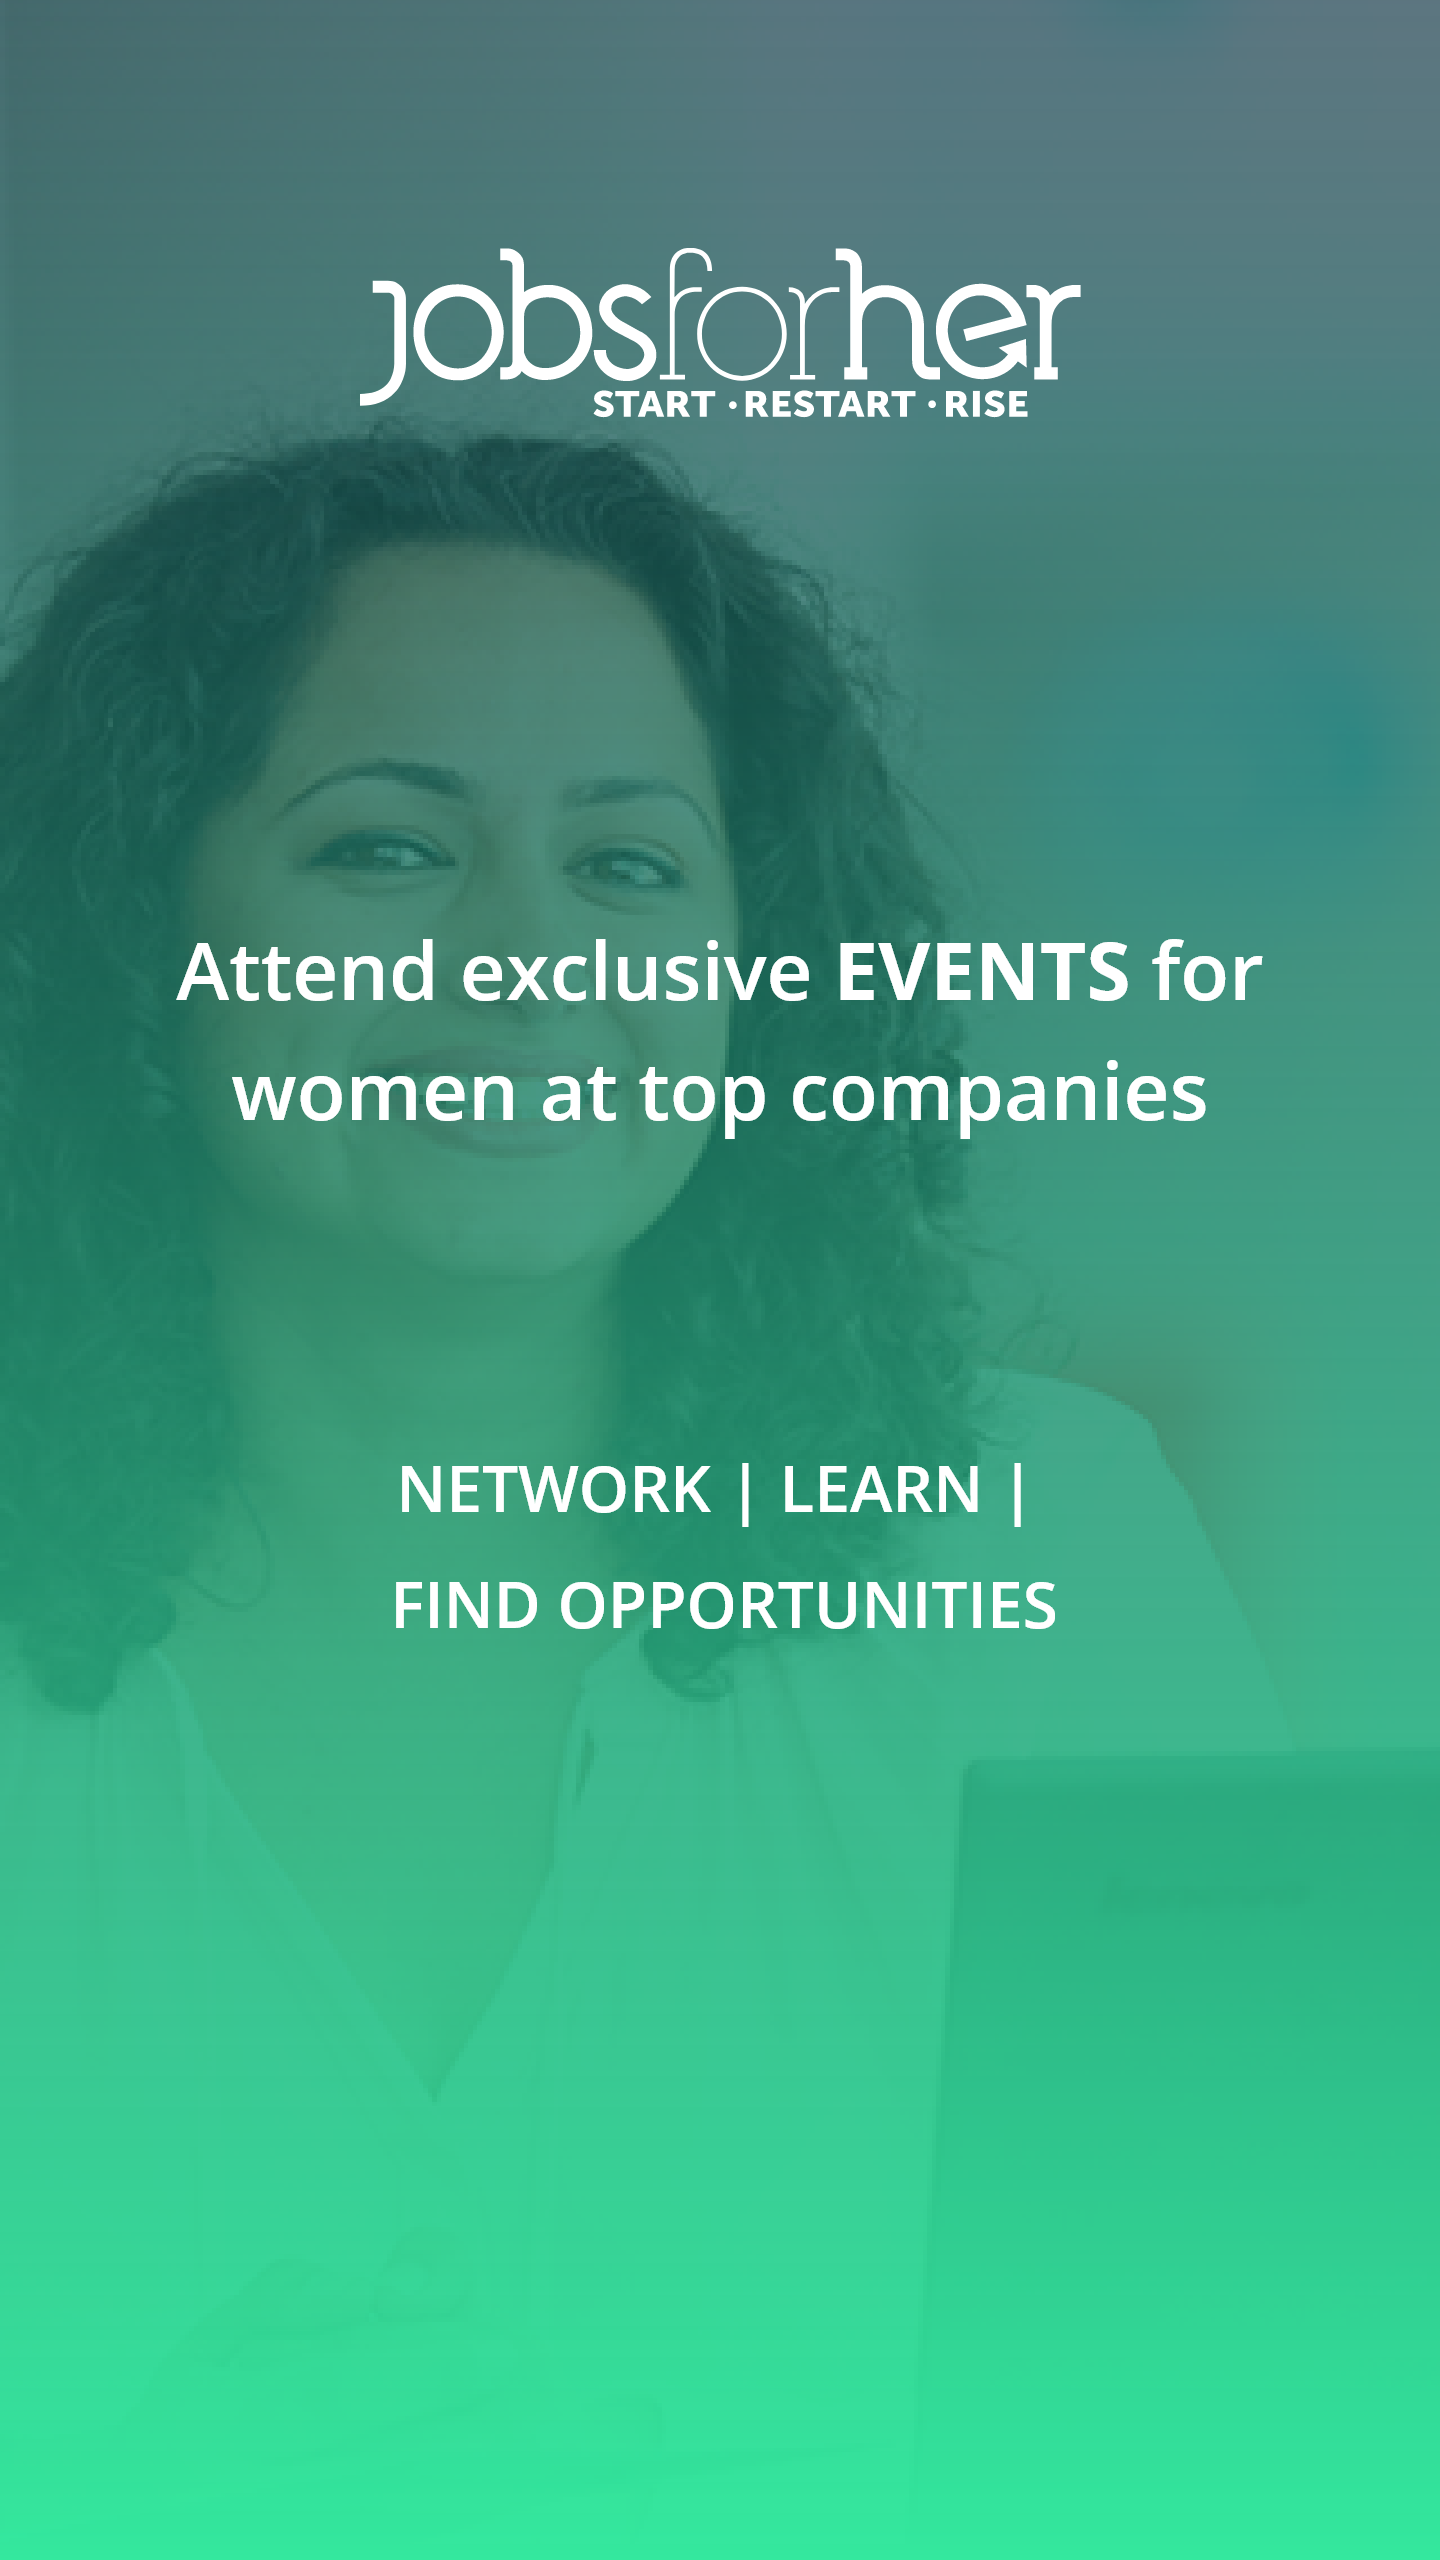 jobsforher
START · RESTART · RISE
Attend exclusive EVENTS for
women at top companies
NETWORK | LEARN |
FIND OPPORTUNITIES